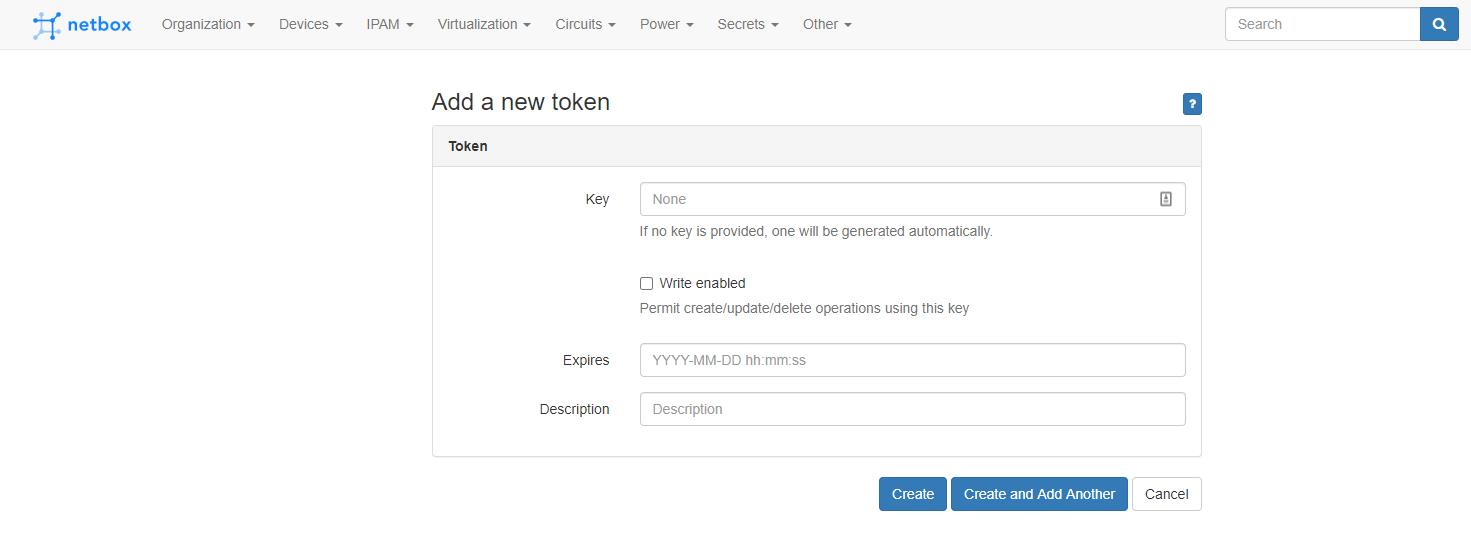 netbox Organization Devices IPAM Virtualization Circuits Power Secrets Other Search
Add a new token ?
Token
Key None
If no key is provided, one will be generated automatically.
Write enabled
Permit create/update/delete operations using this key
Expires YYYY-MM-DD hh:mm:ss
Description Description
Create Create and Add Another Cancel